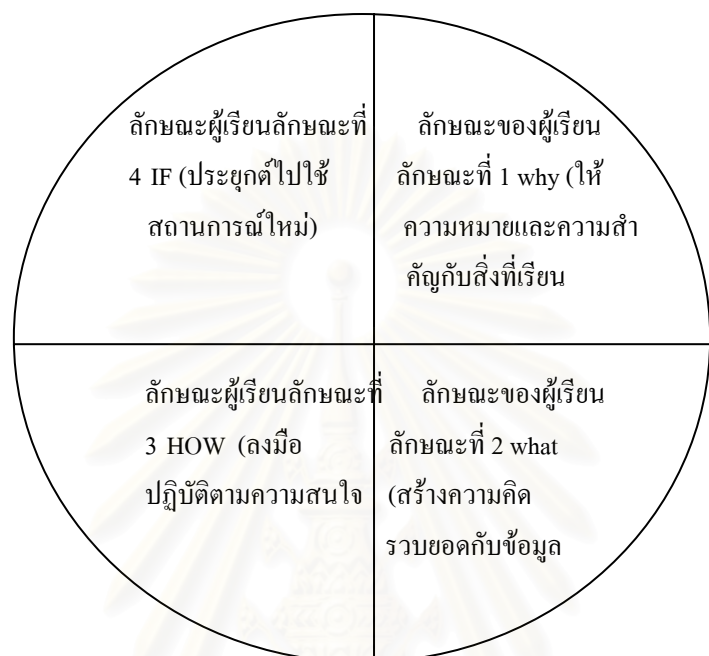 ลักษณะผู้เรียนลักษณะที่
4 IF (ประยุกต์ไปใช้
สถานการณ์ใหม่)
ลักษณะของผู้เรียน
ลักษณะที่ 1 why (ให้
ความหมายและความสำ
คัญกับสิ่งที่เรียน
ลักษณะผู้เรียนลักษณะที่
3 HOW (ลงมือ
ปฏิบัติตามความสนใจ
ลักษณะของผู้เรียน
ลักษณะที่ 2 what
(สร้างความคิด
รวบยอดกับข้อมูล